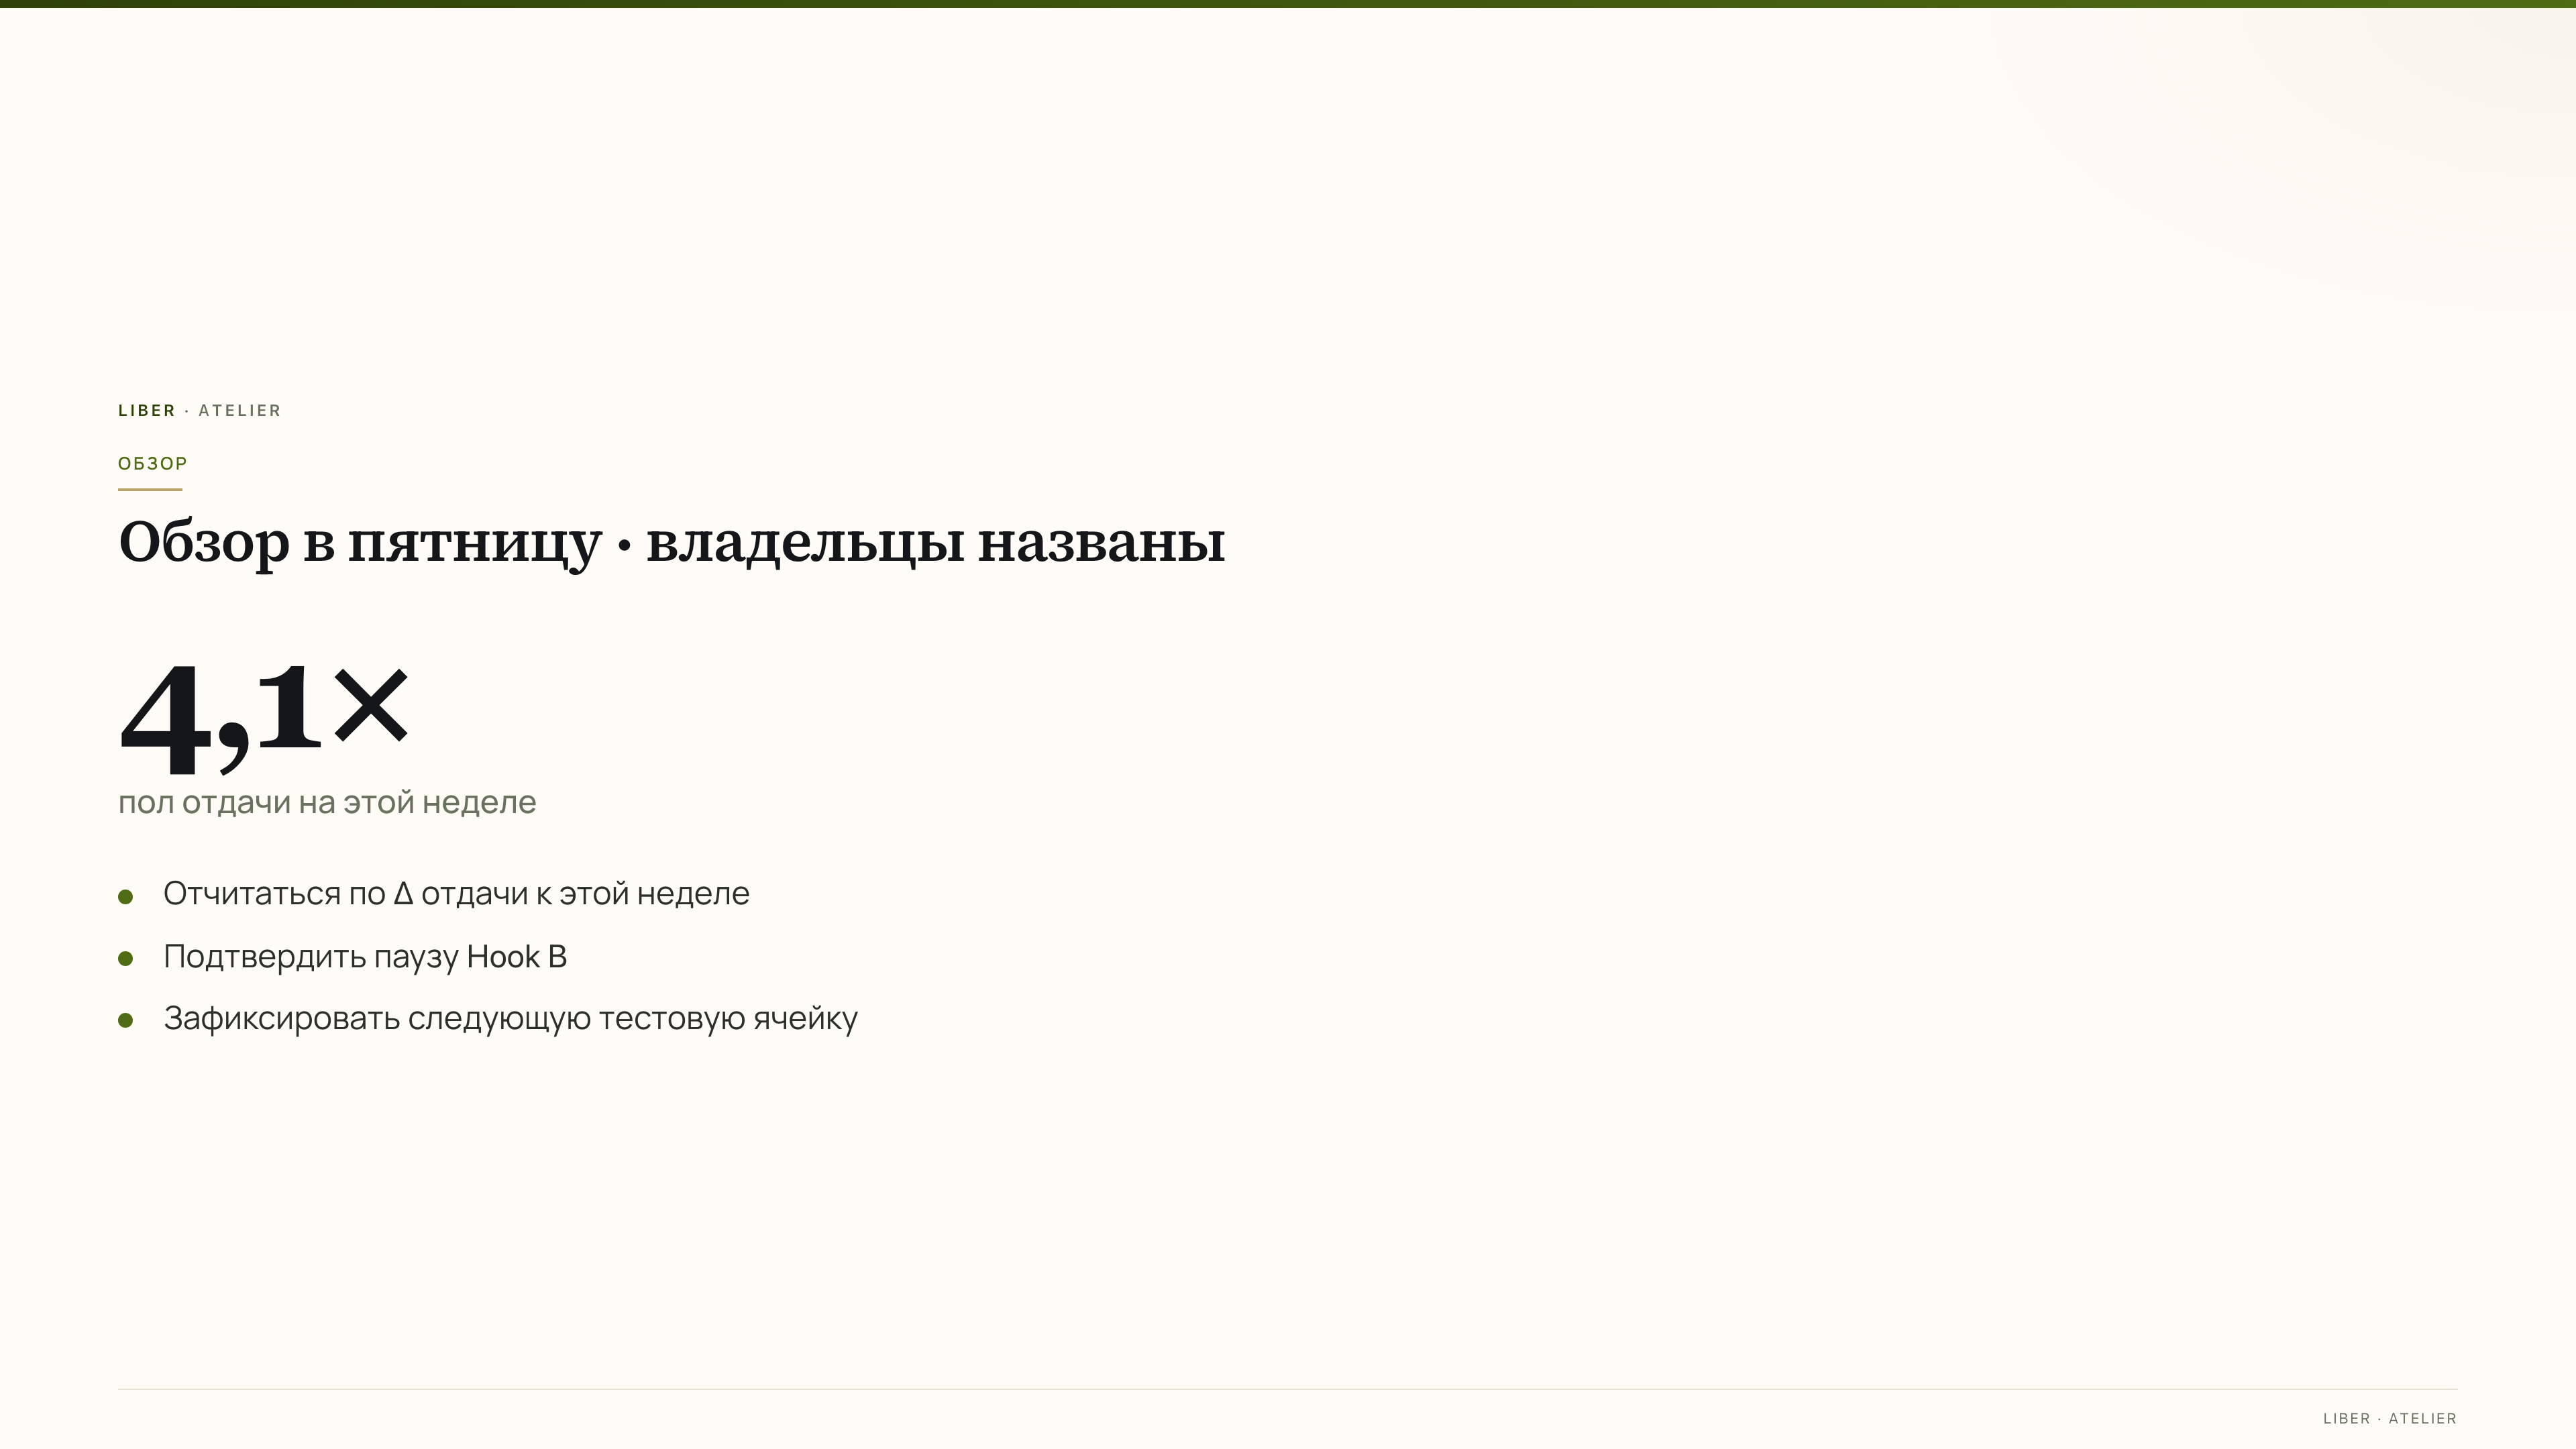 LIBER · ATELIER
ОБЗОР
Обзор в пятницу · владельцы названы
4,1×
пол отдачи на этой неделе
Отчитаться по Δ отдачи к этой неделе
Подтвердить паузу Hook B
Зафиксировать следующую тестовую ячейку
LIBER · ATELIER